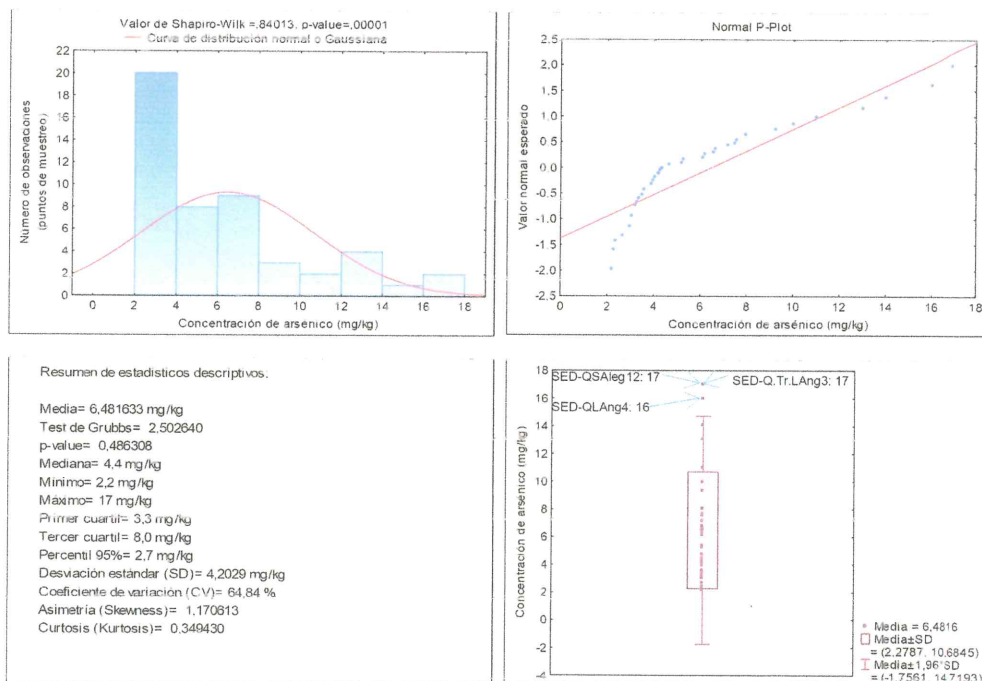 Valor de Shapiro-Wilk =,84013, p-value=,00001
Curva de distribución normal o Gaussiana
Número de observaciones
(puntos de muestreo)
22
20
18
16
14
12
10
8
6
4
2
0
0 2 4 6 8 10 12 14 16 18
Concentración de arsénico (mg/kg)
Normal P-Plot
Valor normal esperado
2.5
2.0
1.5
1.0
0.5
0.0
-0.5
-1.0
-1.5
-2.0
-2.5
0 2 4 6 8 10 12 14 16 18
Concentración de arsénico (mg/kg)
Resumen de estadísticos descriptivos:
Media= 6,481633 mg/kg
Test de Grubbs= 2,502640
p-value= 0,486308
Mediana= 4,4 mg/kg
Mínimo= 2,2 mg/kg
Máximo= 17 mg/kg
Primer cuartil= 3,3 mg/kg
Tercer cuartil= 8,0 mg/kg
Percentil 95%= 2,7 mg/kg
Desviación estándar (SD)= 4,2029 mg/kg
Coeficiente de variación (CV)= 64,84 %
Asimetría (Skewness)= 1,170613
Curtosis (Kurtosis)= 0,349430
Concentración de arsénico (mg/kg)
18
16
14
12
10
8
6
4
2
0
-2
-4
SED-QSAleg12: 17
SED-Q.Tr.LAng3: 17
SED-QLAng4: 16
Media = 6,4816
Media±SD
= (2,2787, 10,6845)
Media±1,96*SD
= (-1,7561, 14,7193)